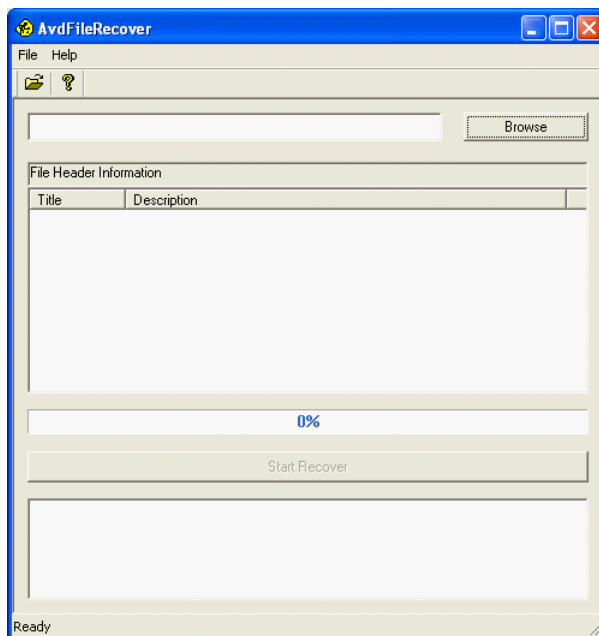 AvdFileRecover
File Help
Browse
File Header Information
Title Description
0%
Start Recover
Ready